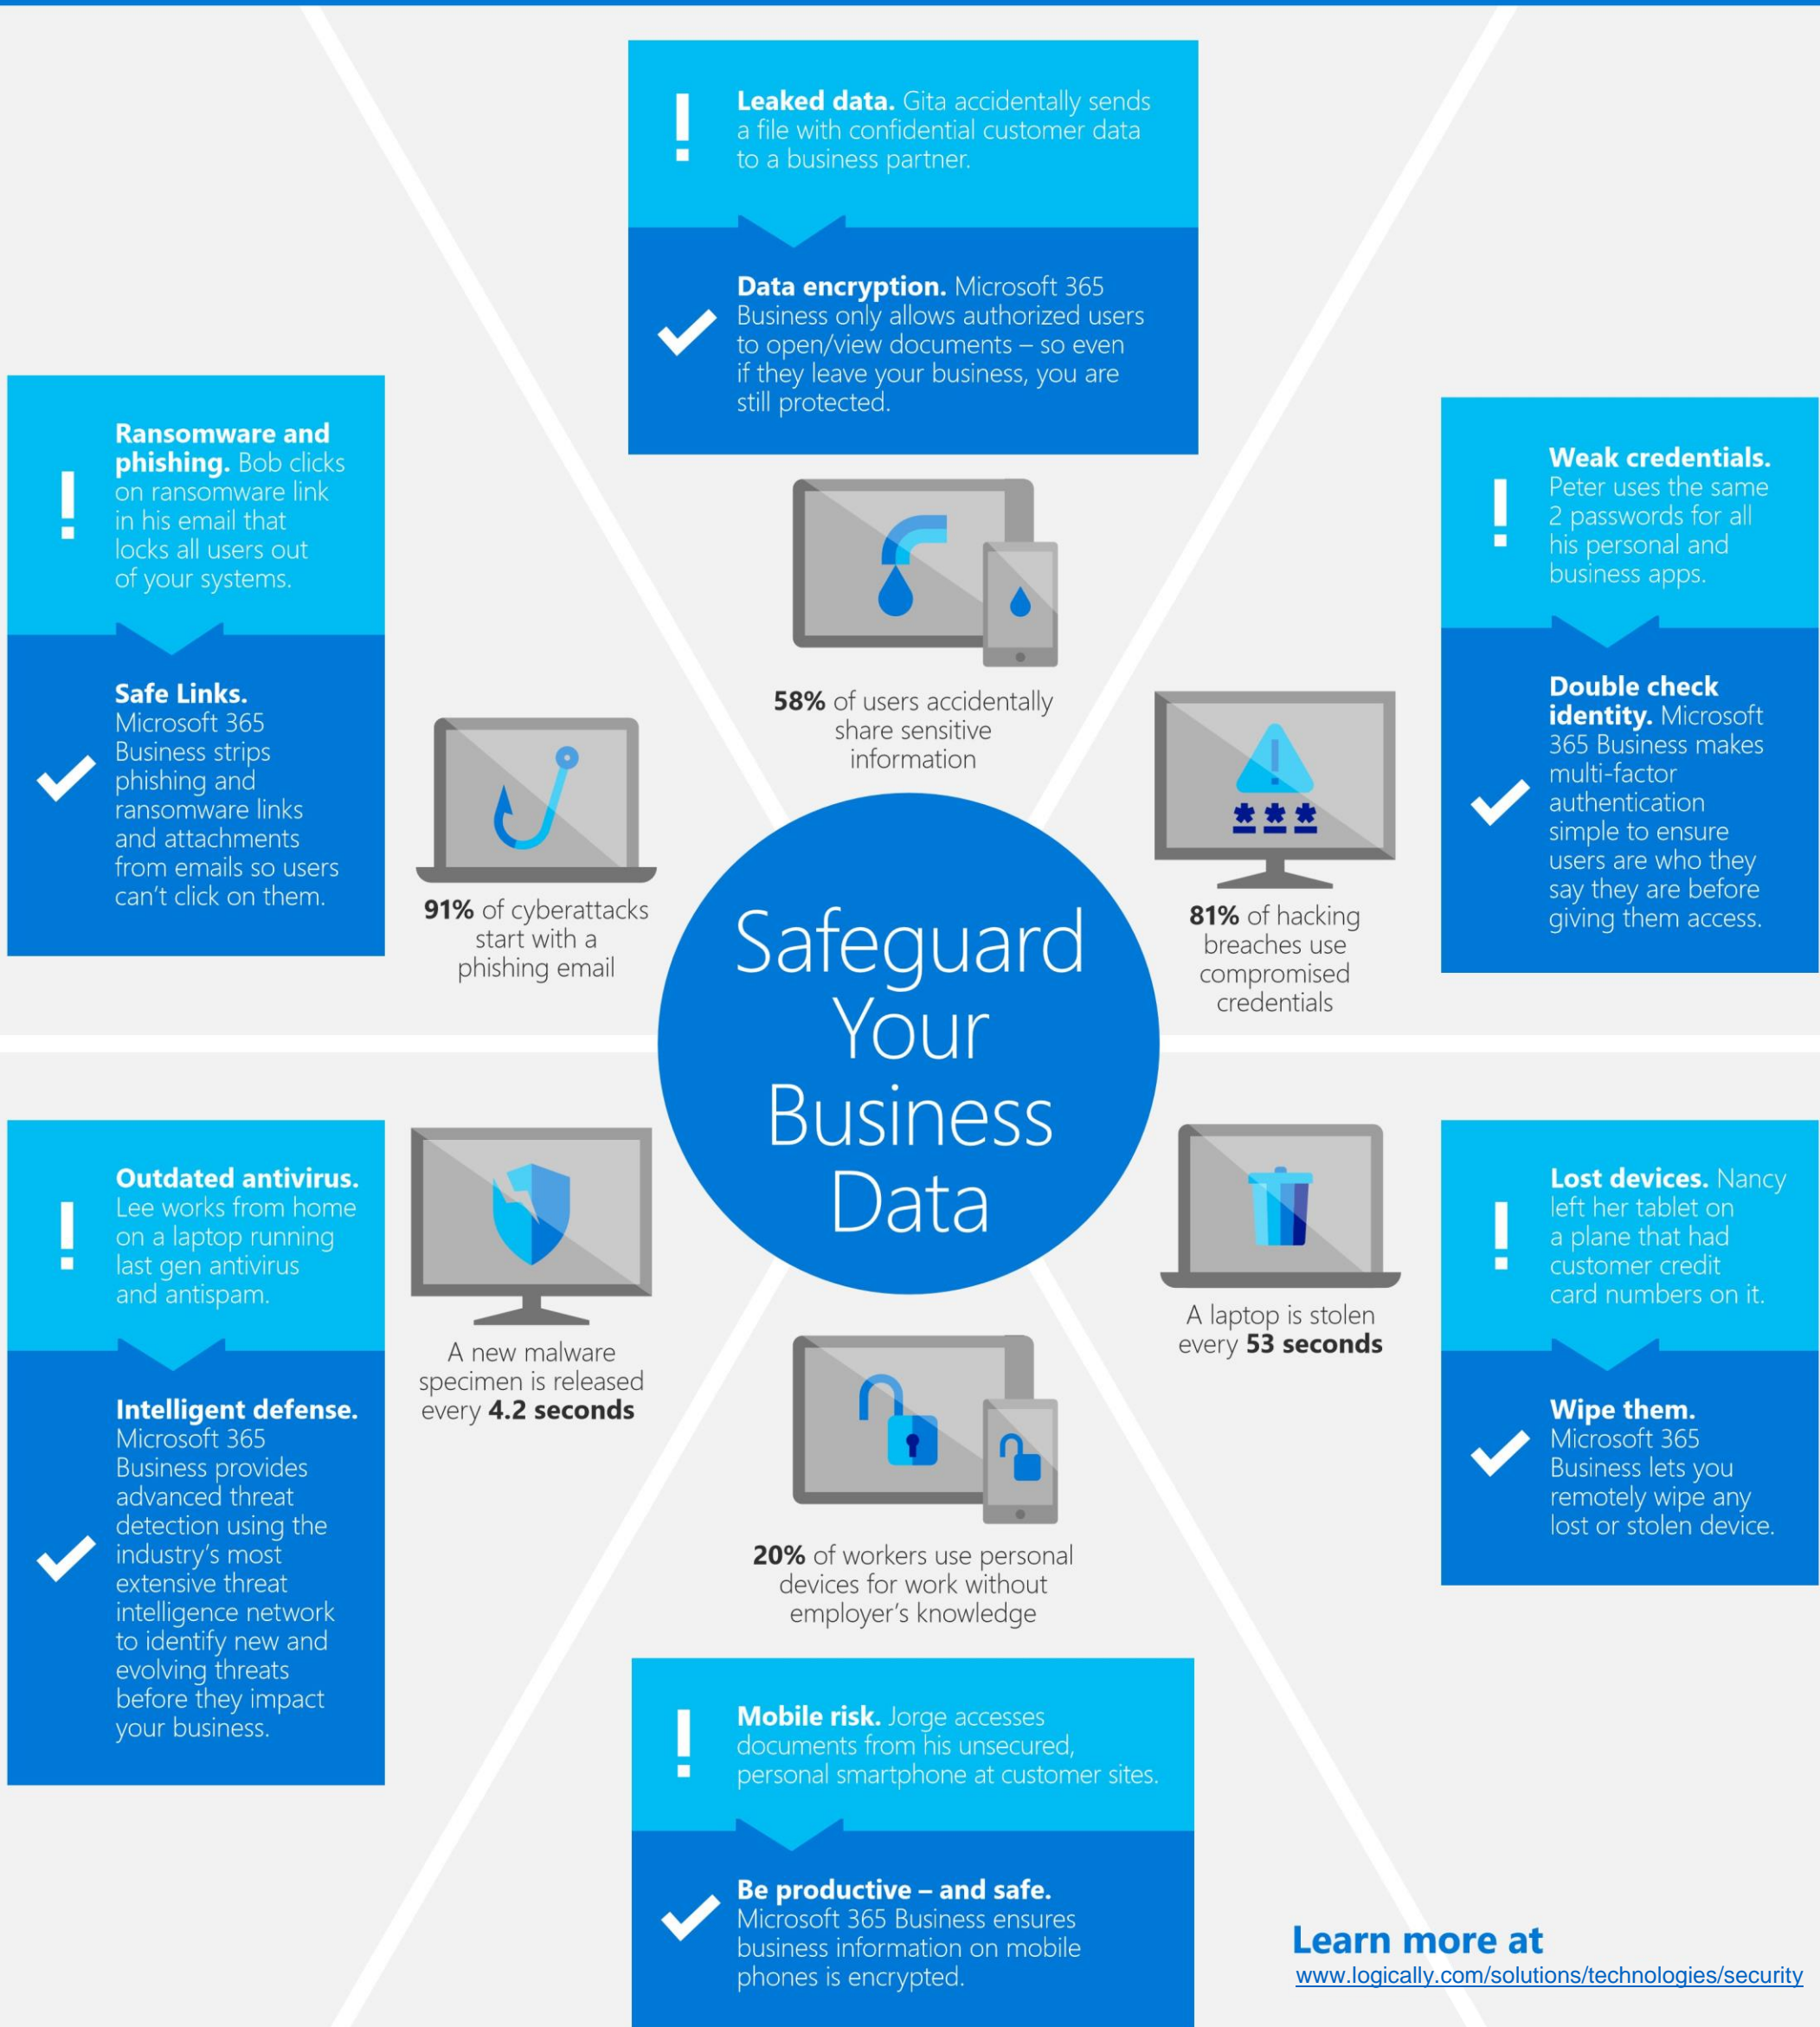 Leaked data. Gita accidentally sends
a file with confidential customer data
to a business partner.
Data encryption. Microsoft 365
Business only allows authorized users
to open/view documents – so even
if they leave your business, you are
still protected.
58% of users accidentally
share sensitive
information
Ransomware and
phishing. Bob clicks
on ransomware link
in his email that
locks all users out
of your systems.
Safe Links.
Microsoft 365
Business strips
phishing and
ransomware links
and attachments
from emails so users
can't click on them.
91% of cyberattacks
start with a
phishing email
Weak credentials.
Peter uses the same
2 passwords for all
his personal and
business apps.
Double check
identity. Microsoft
365 Business makes
multi-factor
authentication
simple to ensure
users are who they
say they are before
giving them access.
***
81% of hacking
breaches use
compromised
credentials
Safeguard
Your
Business
Data
Outdated antivirus.
Lee works from home
on a laptop running
last gen antivirus
and antispam.
Intelligent defense.
Microsoft 365
Business provides
advanced threat
detection using the
industry's most
extensive threat
intelligence network
to identify new and
evolving threats
before they impact
your business.
A new malware
specimen is released
every 4.2 seconds
A laptop is stolen
every 53 seconds
Lost devices. Nancy
left her tablet on
a plane that had
customer credit
card numbers on it.
Wipe them.
Microsoft 365
Business lets you
remotely wipe any
lost or stolen device.
20% of workers use personal
devices for work without
employer's knowledge
Mobile risk. Jorge accesses
documents from his unsecured,
personal smartphone at customer sites.
Be productive – and safe.
Microsoft 365 Business ensures
business information on mobile
phones is encrypted.
Learn more at
www.logically.com/solutions/technologies/security